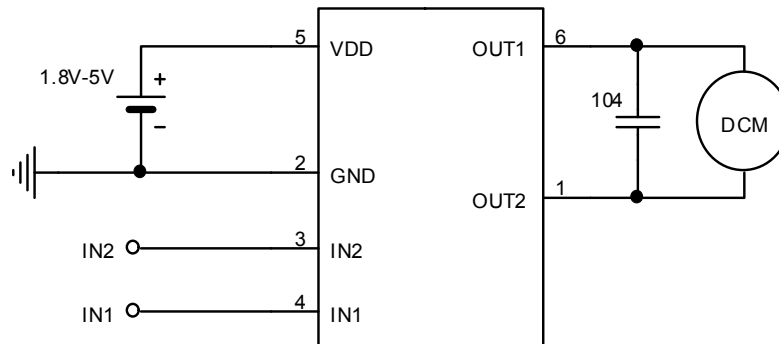 5 VDD OUT1 6
1.8V-5V +
104
DCM
−
2 GND
OUT2 1
IN2 3 IN2
IN1 4 IN1